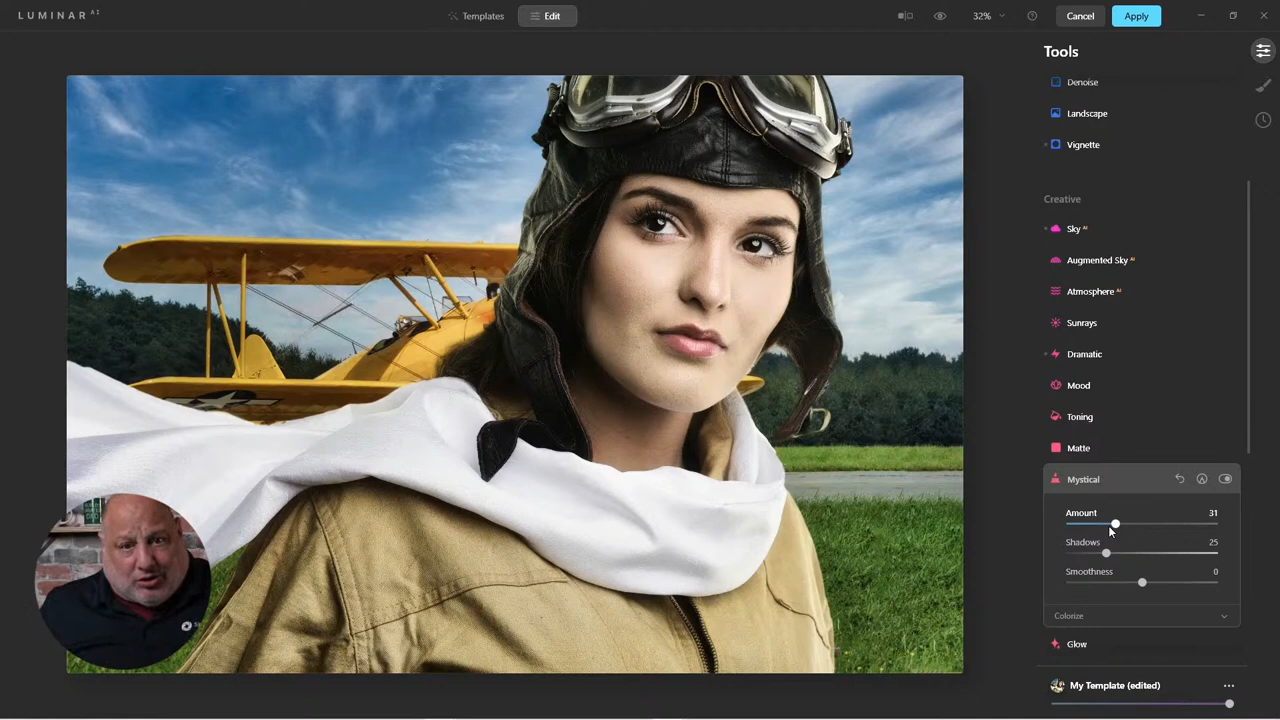 LUMINAR AI
Templates
Edit
32%
Cancel
Apply
Tools
Denoise
Landscape
Vignette
Creative
Sky AI
Augmented Sky AI
Atmosphere AI
Sunrays
Dramatic
Mood
Toning
Matte
Mystical
Amount 31
Shadows 25
Smoothness 0
Colorize
Glow
My Template (edited)